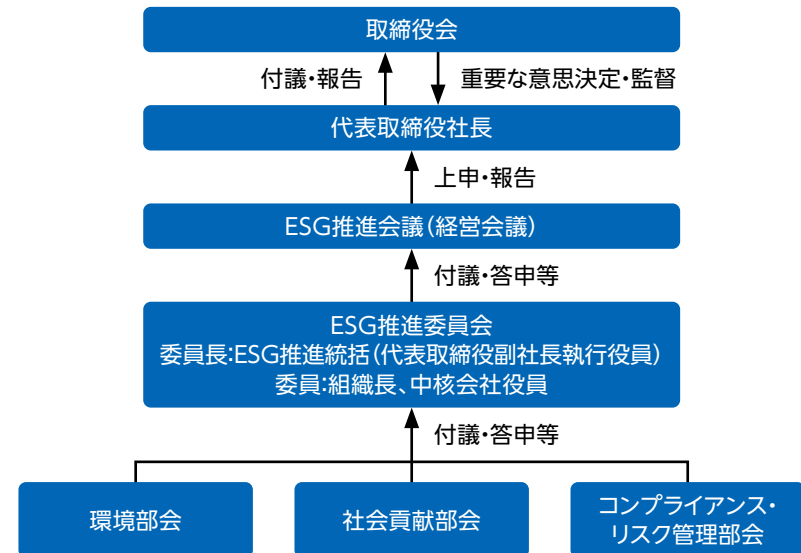 取締役会
付議・報告
重要な意思決定・監督
代表取締役社長
上申・報告
ESG推進会議(経営会議)
付議・答申等
ESG推進委員会
委員長:ESG推進統括(代表取締役副社長執行役員)
委員:組織長、中核会社役員
付議・答申等
環境部会
社会貢献部会
コンプライアンス・
リスク管理部会